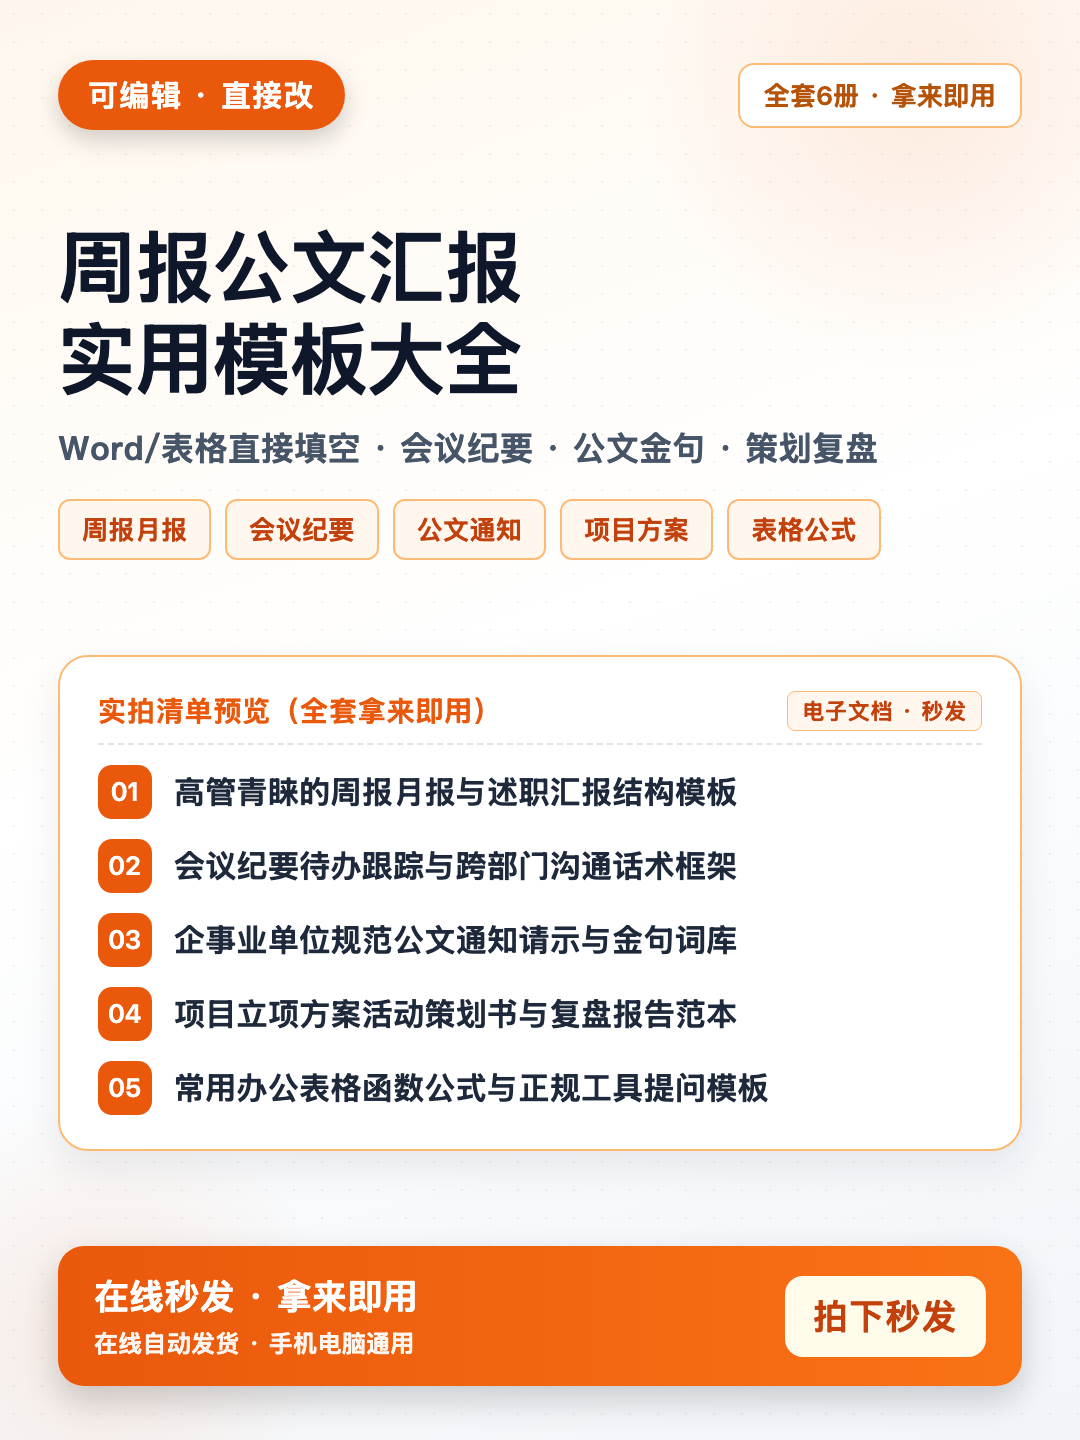 可编辑 · 直接改
全套6册 · 拿来即用
周报公文汇报
实用模板大全
Word/表格直接填空 · 会议纪要 · 公文金句 · 策划复盘
周报月报
会议纪要
公文通知
项目方案
表格公式
实拍清单预览（全套拿来即用）
电子文档 · 秒发
01 高管青睐的周报月报与述职汇报结构模板
02 会议纪要待办跟踪与跨部门沟通话术框架
03 企事业单位规范公文通知请示与金句词库
04 项目立项方案活动策划书与复盘报告范本
05 常用办公表格函数公式与正规工具提问模板
在线秒发 · 拿来即用
在线自动发货 · 手机电脑通用
拍下秒发